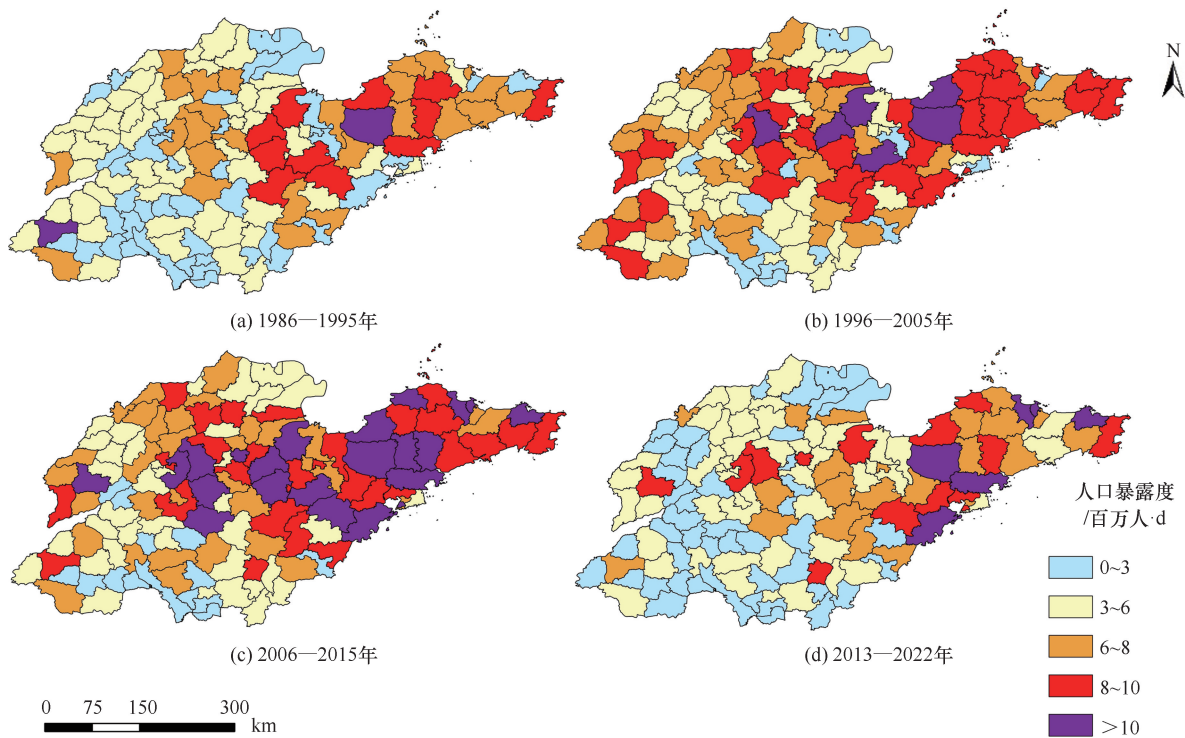 N
(a) 1986—1995年
(b) 1996—2005年
(c) 2006—2015年
(d) 2013—2022年
人口暴露度
/百万人·d
0~3
3~6
6~8
8~10
>10
0 75 150 300
km